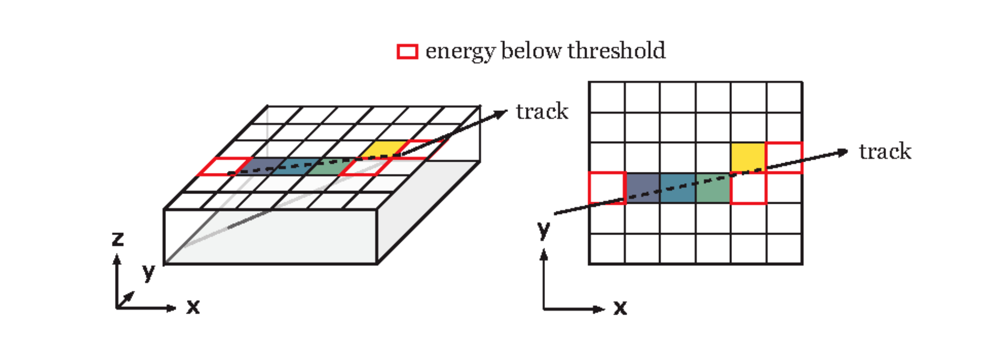 energy below threshold
track
track
z
y
x
y
x